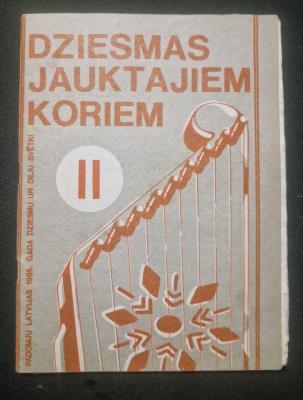 DZIESMAS
JAUKTAJIEM
KORIEM
II
PADOMJU LATVIJAS 1985. GADA DZIESMU UN DEJU SVĒTKI